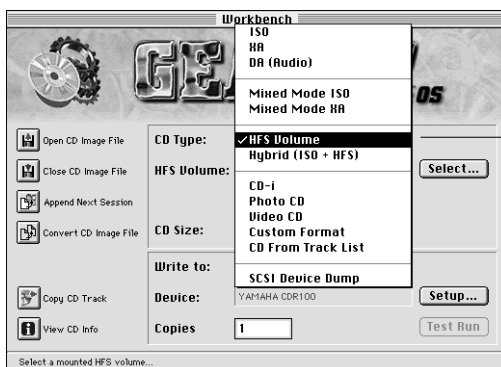 Workbench
ISO
XA
DA (Audio)
Mixed Mode ISO
Mixed Mode XA
✓HFS Volume
Hybrid (ISO + HFS)
CD-i
Photo CD
Video CD
Custom Format
CD From Track List
SCSI Device Dump
GEA
OS
Open CD Image File
Close CD Image File
Append Next Session
Convert CD Image File
Copy CD Track
View CD Info
CD Type:
HFS Volume:
Select...
CD Size:
Write to:
Device:
YAMAHA CDR100
Setup...
Copies
1
Test Run
Select a mounted HFS volume...